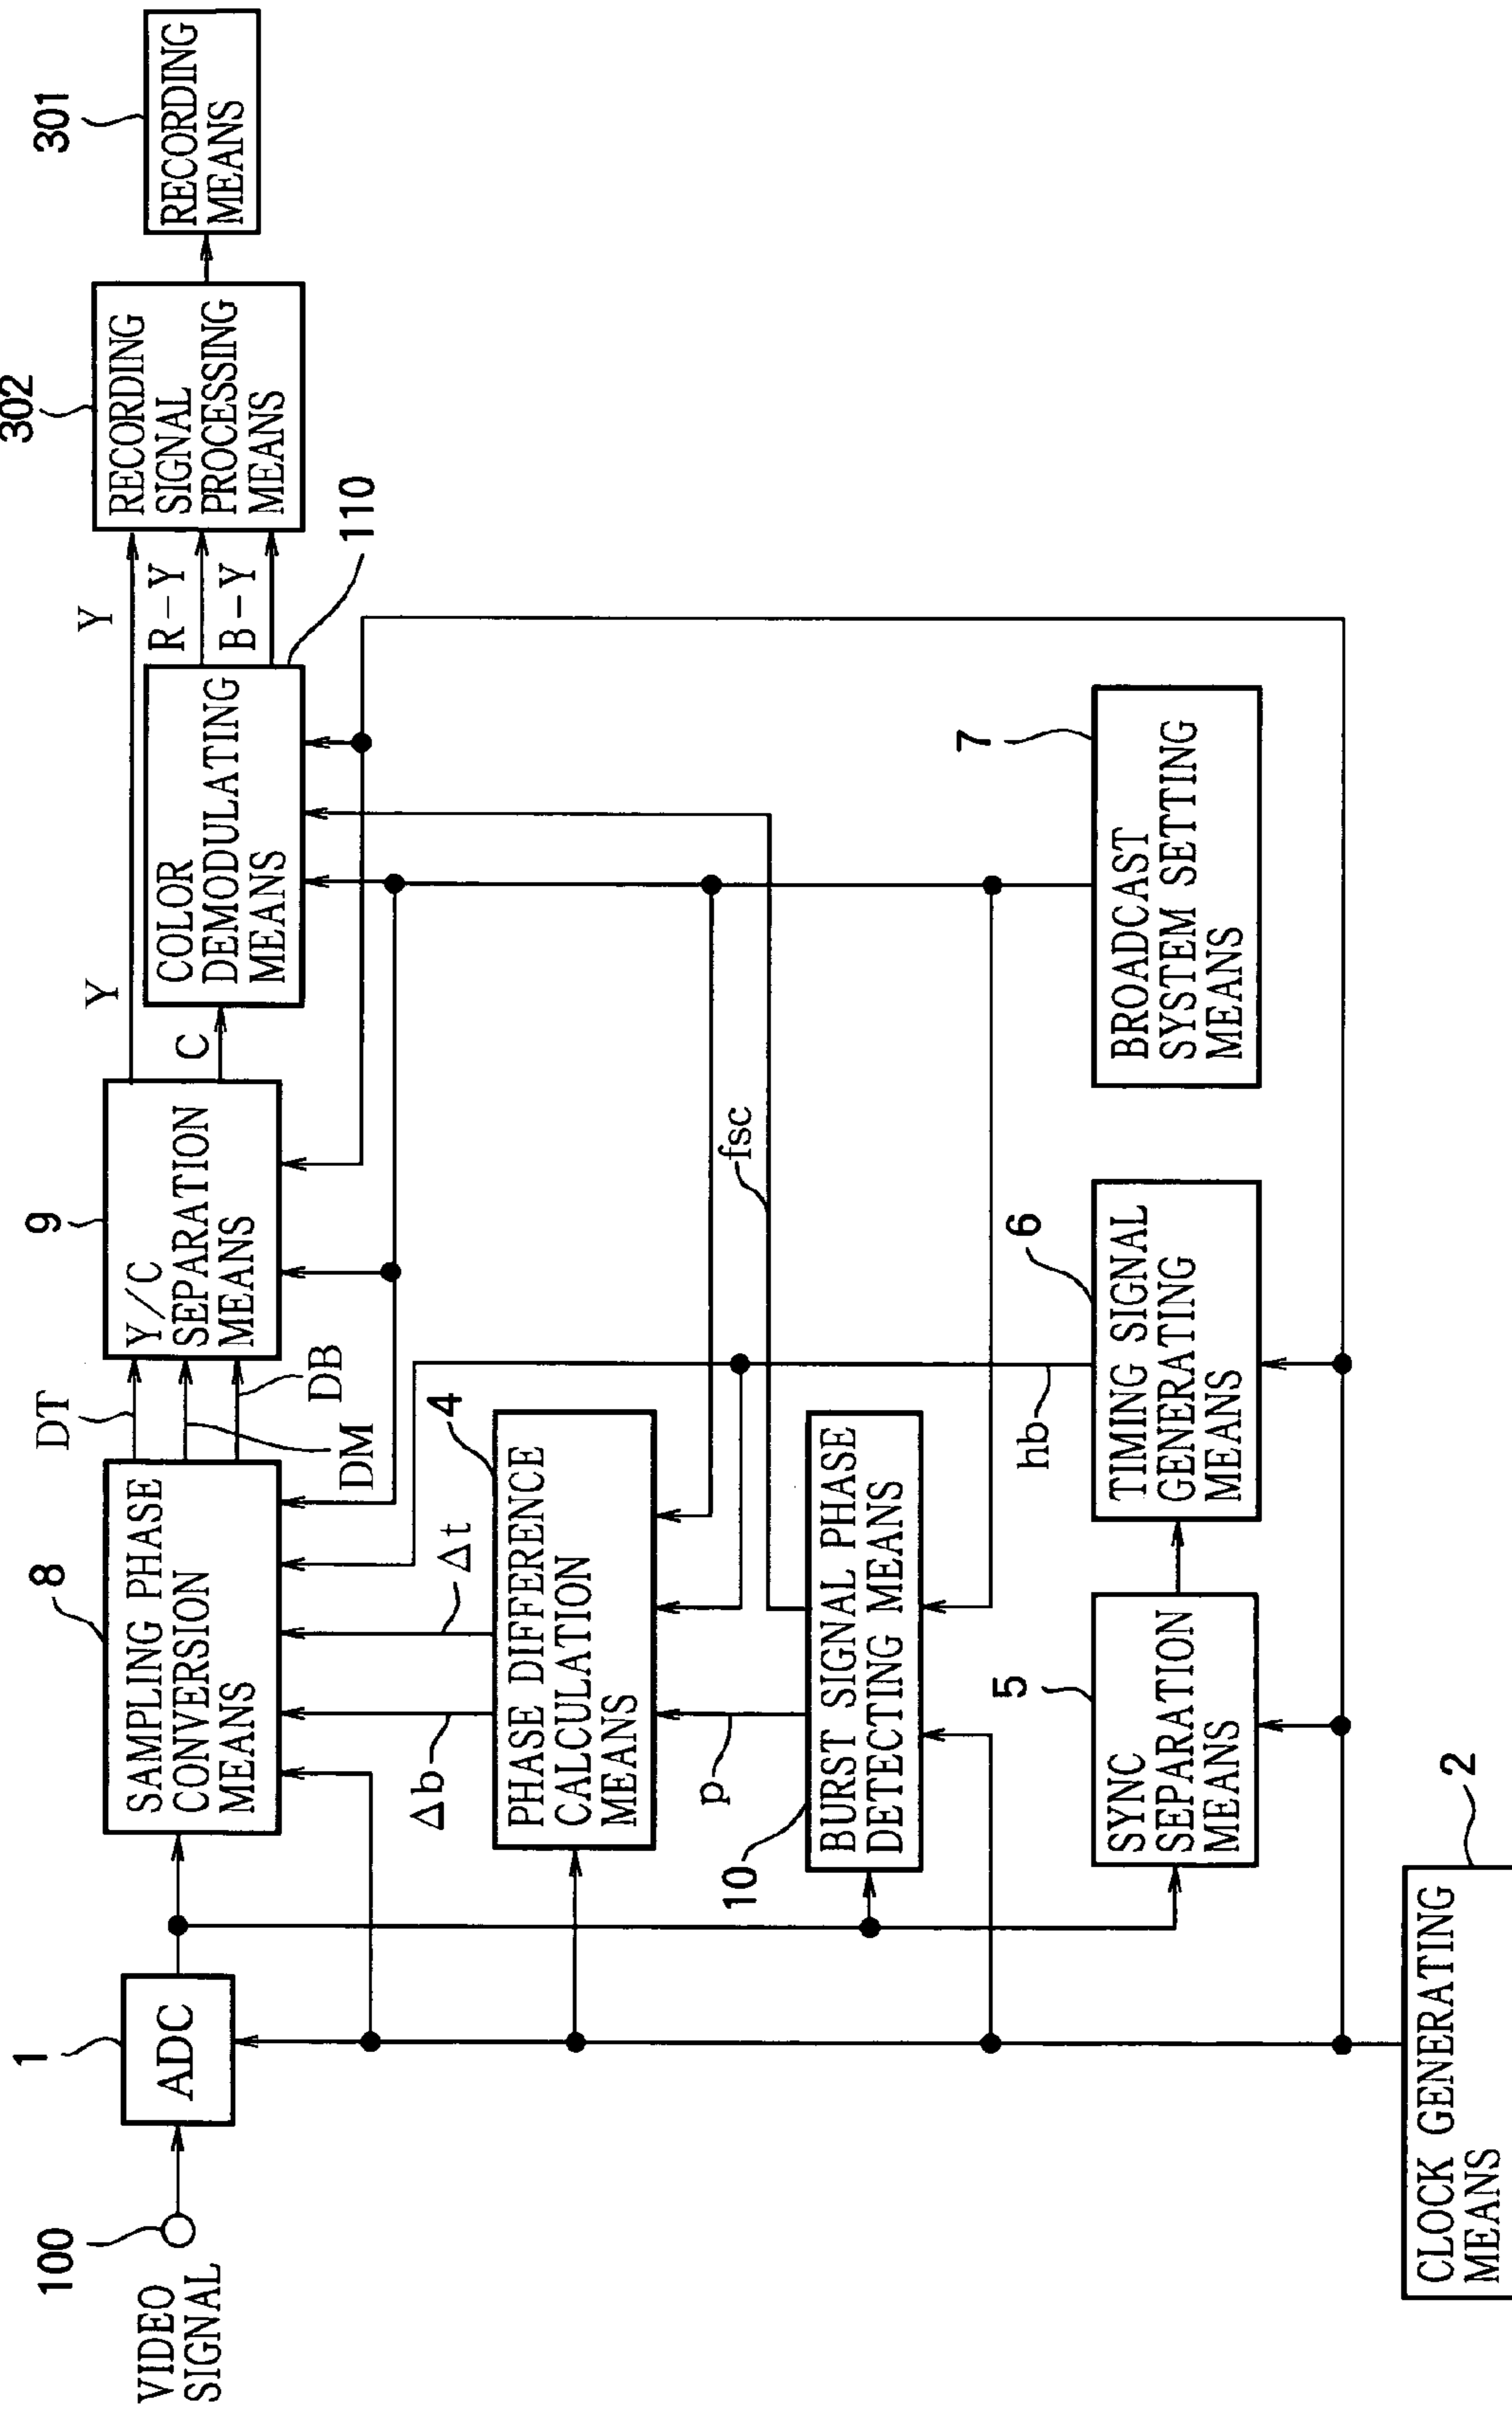 100
VIDEO
SIGNAL
1
ADC
8
SAMPLING PHASE
CONVERSION
MEANS
DT
DM
DB
9
Y/C
SEPARATION
MEANS
Y
C
COLOR
DEMODULATING
MEANS
110
Y
R-Y
B-Y
302
RECORDING
SIGNAL
PROCESSING
MEANS
301
RECORDING
MEANS
Δb
Δt
4
PHASE DIFFERENCE
CALCULATION
MEANS
p
fsc
10
BURST SIGNAL PHASE
DETECTING MEANS
hb
5
SYNC
SEPARATION
MEANS
6
TIMING SIGNAL
GENERATING
MEANS
7
BROADCAST
SYSTEM SETTING
MEANS
2
CLOCK GENERATING
MEANS